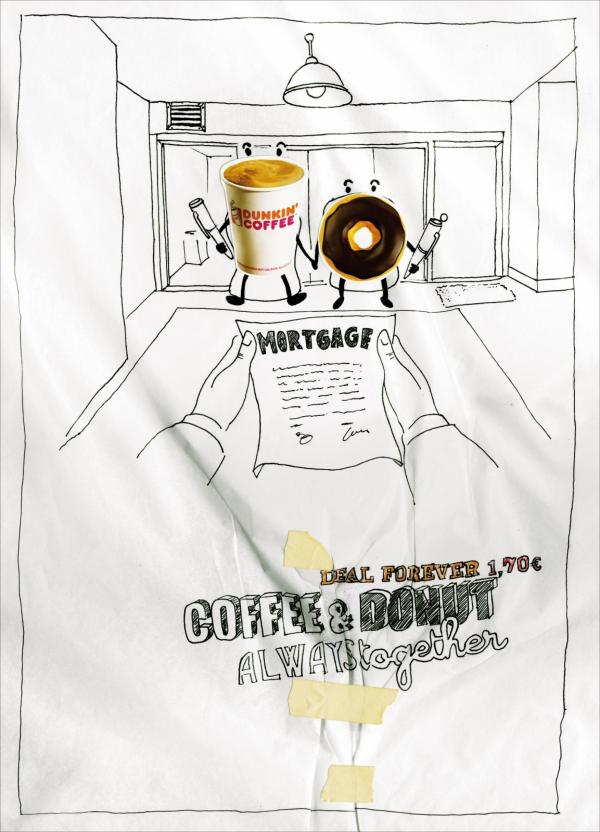 DUNKIN'
COFFEE
MORTGAGE
DEAL FOREVER 1,70€
COFFEE & DONUT
ALWAYS together